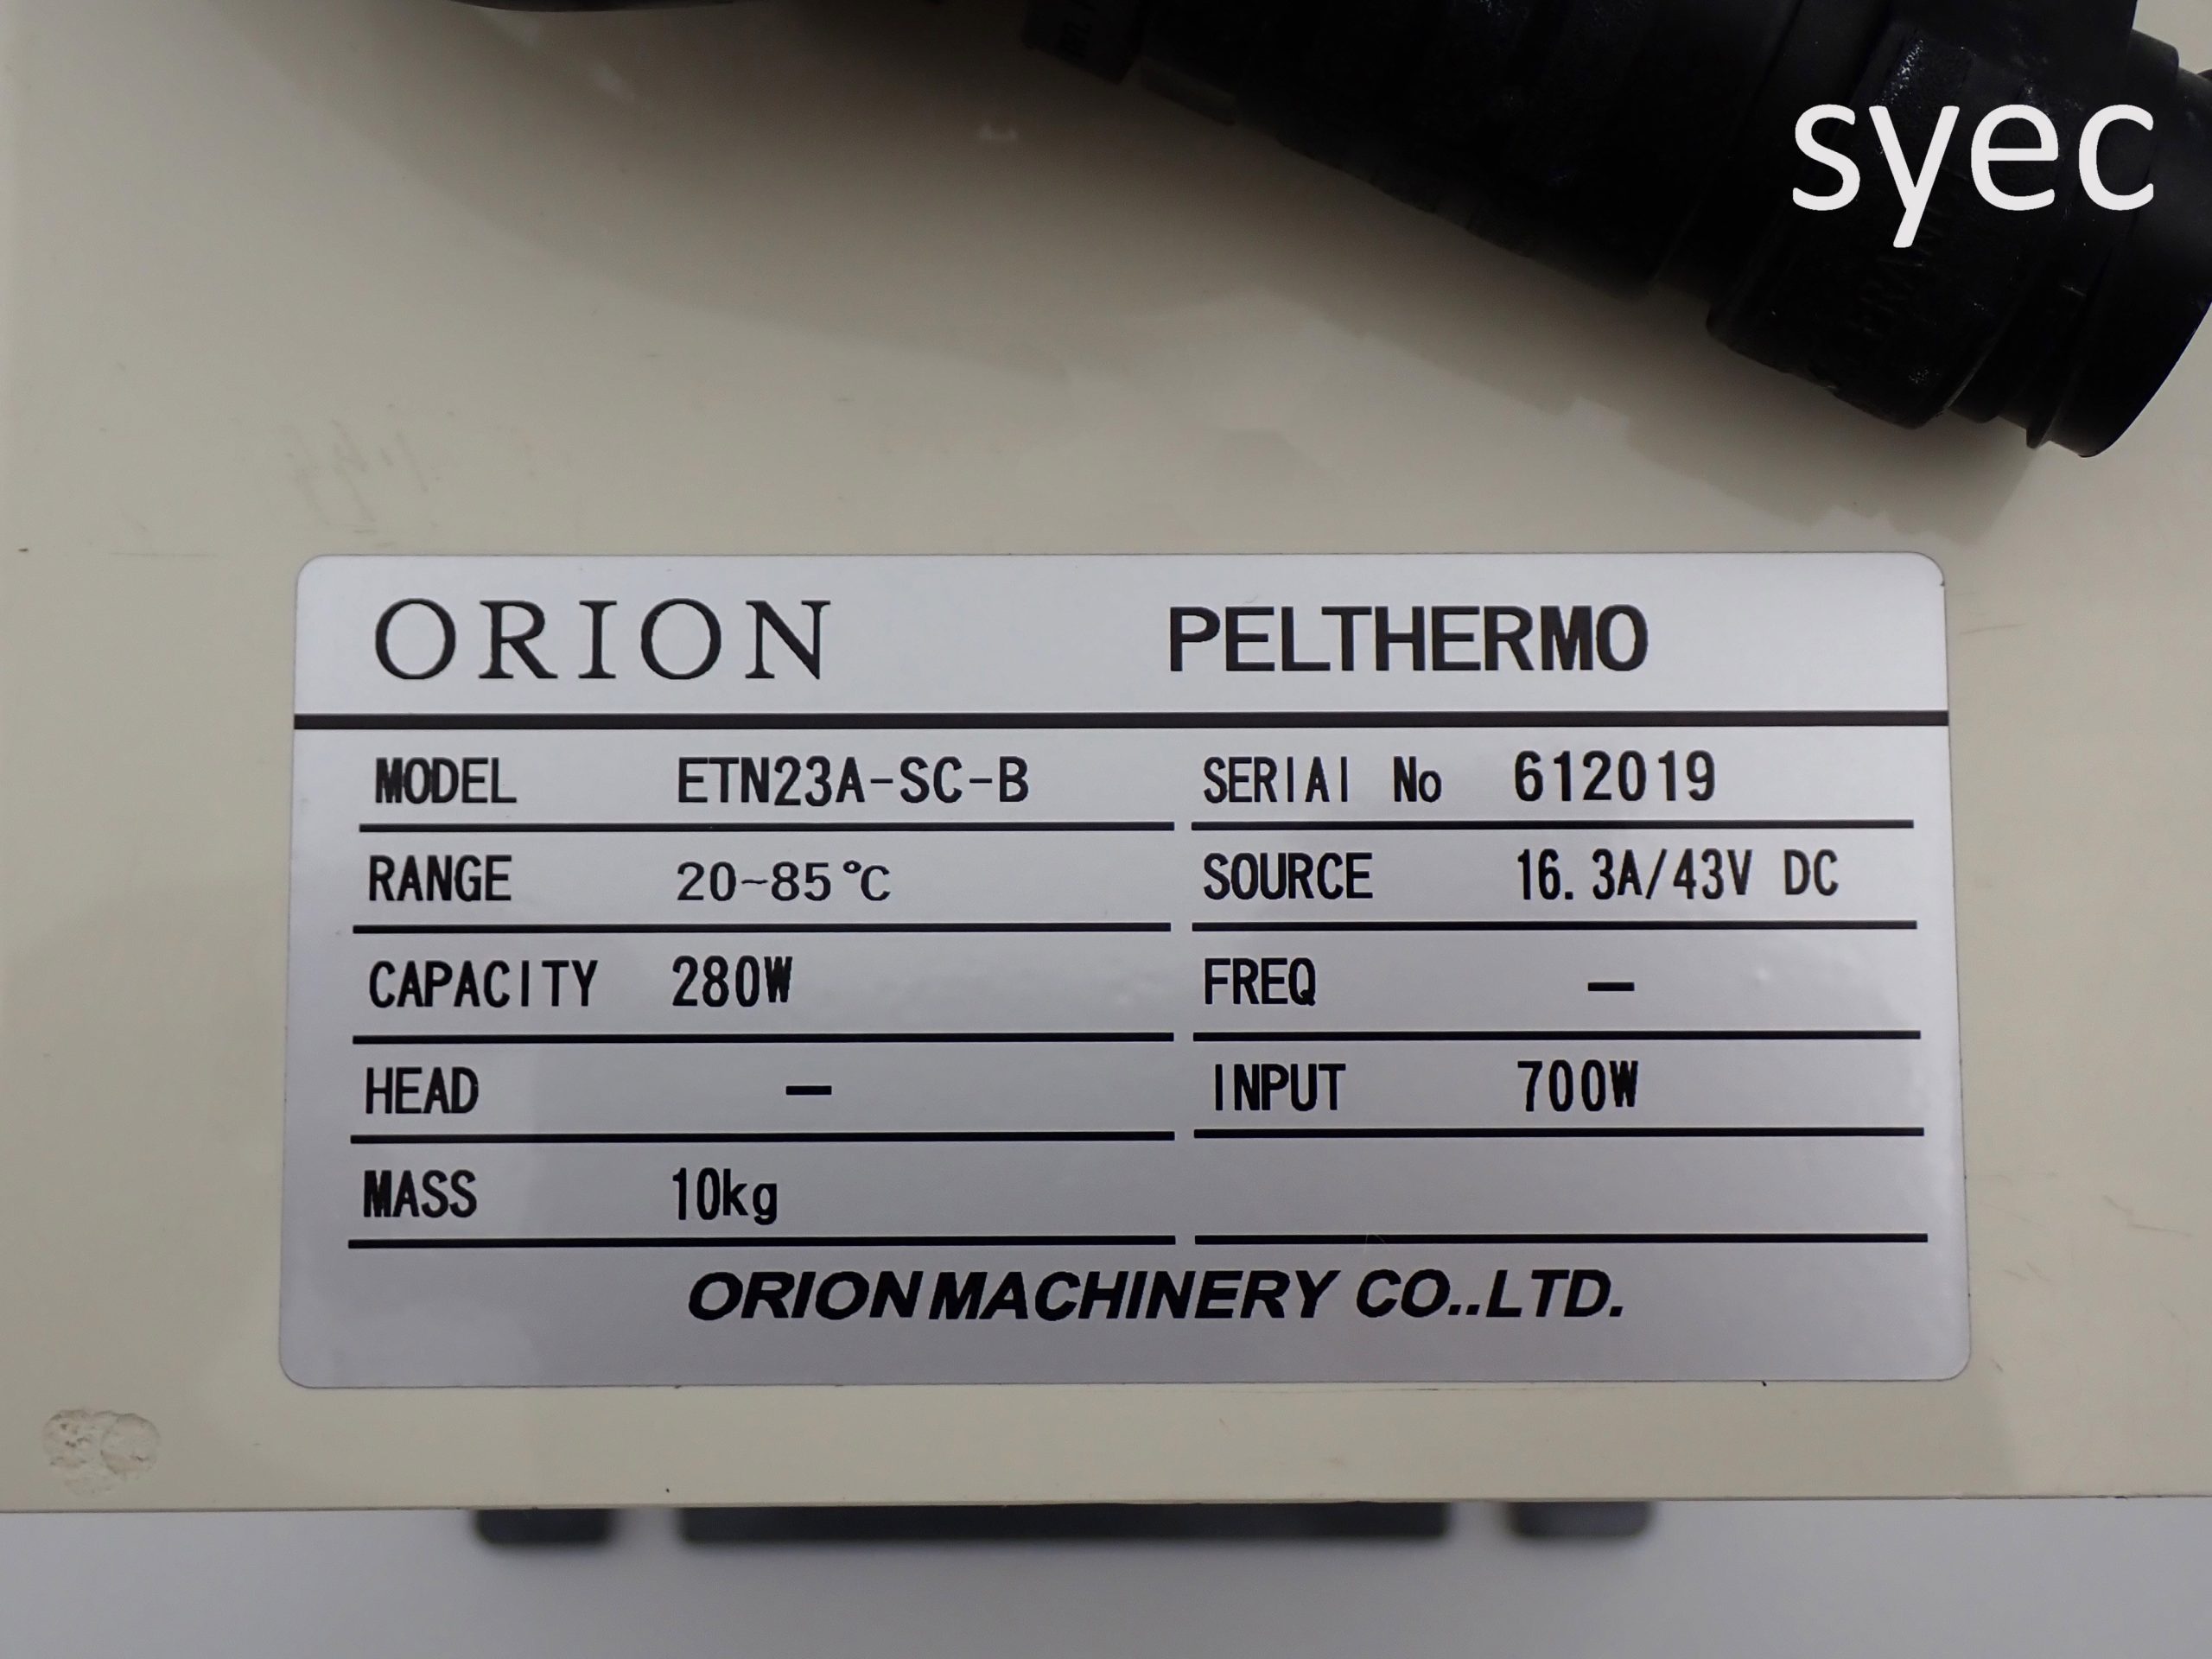 syec
ORION PELTHERMO
MODEL ETN23A-SC-B SERIAl No 612019
RANGE 20~85℃ SOURCE 16.3A/43V DC
CAPACITY 280W FREQ —
HEAD — INPUT 700W
MASS 10kg
ORION MACHINERY CO..LTD.